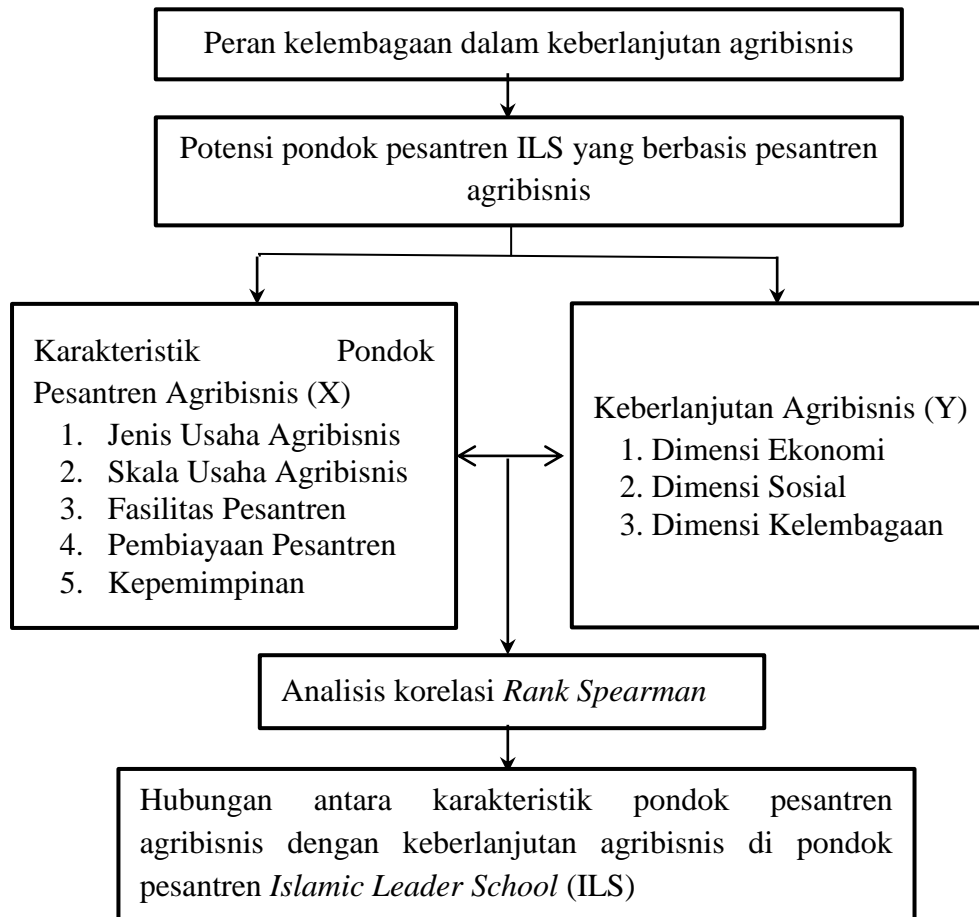 Peran kelembagaan dalam keberlanjutan agribisnis
Potensi pondok pesantren ILS yang berbasis pesantren
agribisnis
Karakteristik Pondok
Pesantren Agribisnis (X)
1. Jenis Usaha Agribisnis
2. Skala Usaha Agribisnis
3. Fasilitas Pesantren
4. Pembiayaan Pesantren
5. Kepemimpinan
Keberlanjutan Agribisnis (Y)
1. Dimensi Ekonomi
2. Dimensi Sosial
3. Dimensi Kelembagaan
Analisis korelasi Rank Spearman
Hubungan antara karakteristik pondok pesantren
agribisnis dengan keberlanjutan agribisnis di pondok
pesantren Islamic Leader School (ILS)